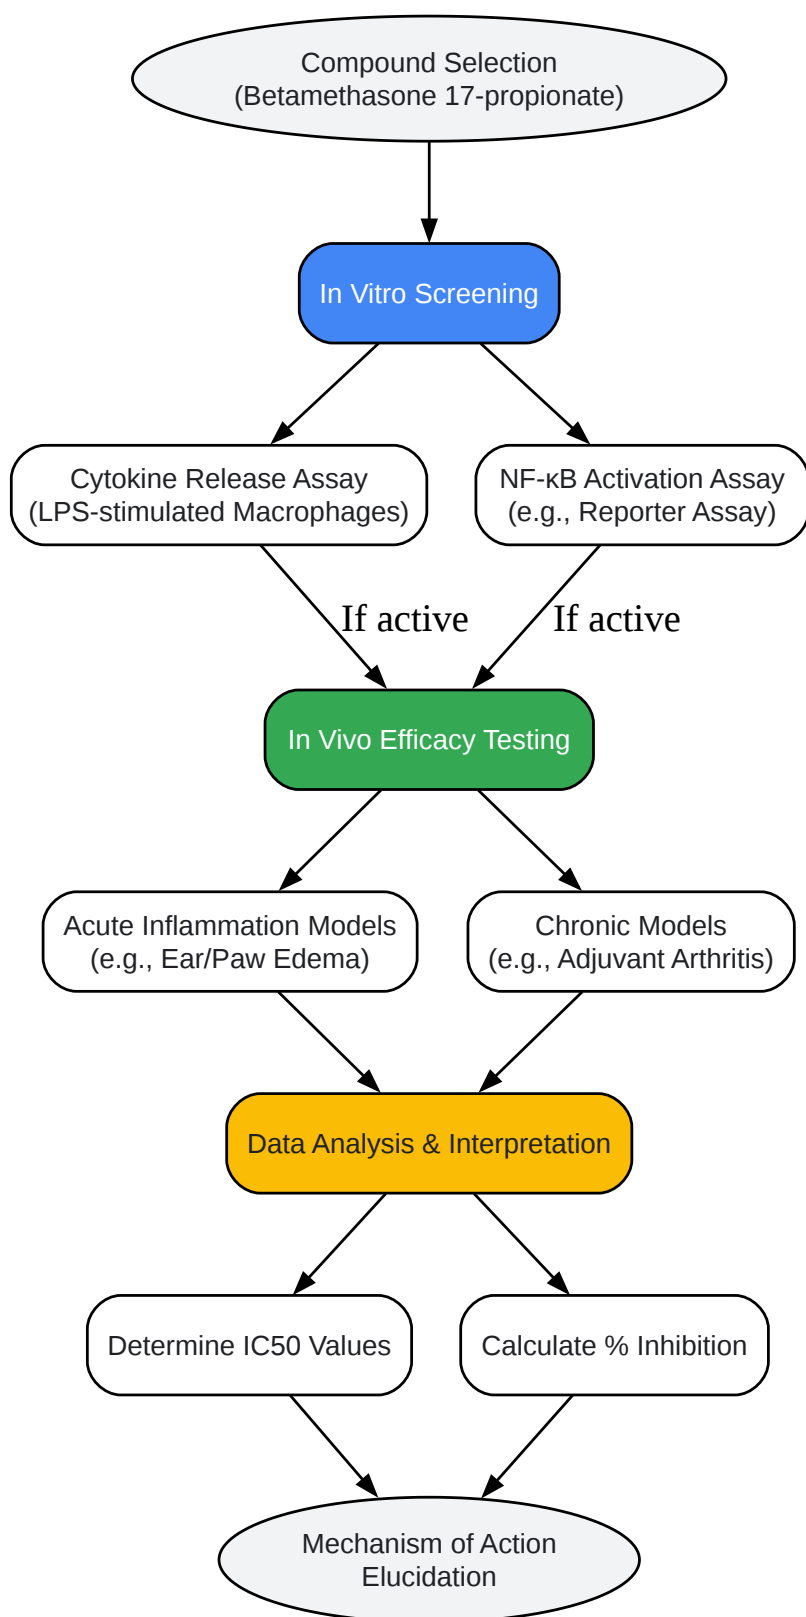 Compound Selection
(Betamethasone 17-propionate)
In Vitro Screening
Cytokine Release Assay
(LPS-stimulated Macrophages)
NF-κB Activation Assay
(e.g., Reporter Assay)
If active
If active
In Vivo Efficacy Testing
Acute Inflammation Models
(e.g., Ear/Paw Edema)
Chronic Models
(e.g., Adjuvant Arthritis)
Data Analysis & Interpretation
Determine IC50 Values
Calculate % Inhibition
Mechanism of Action
Elucidation